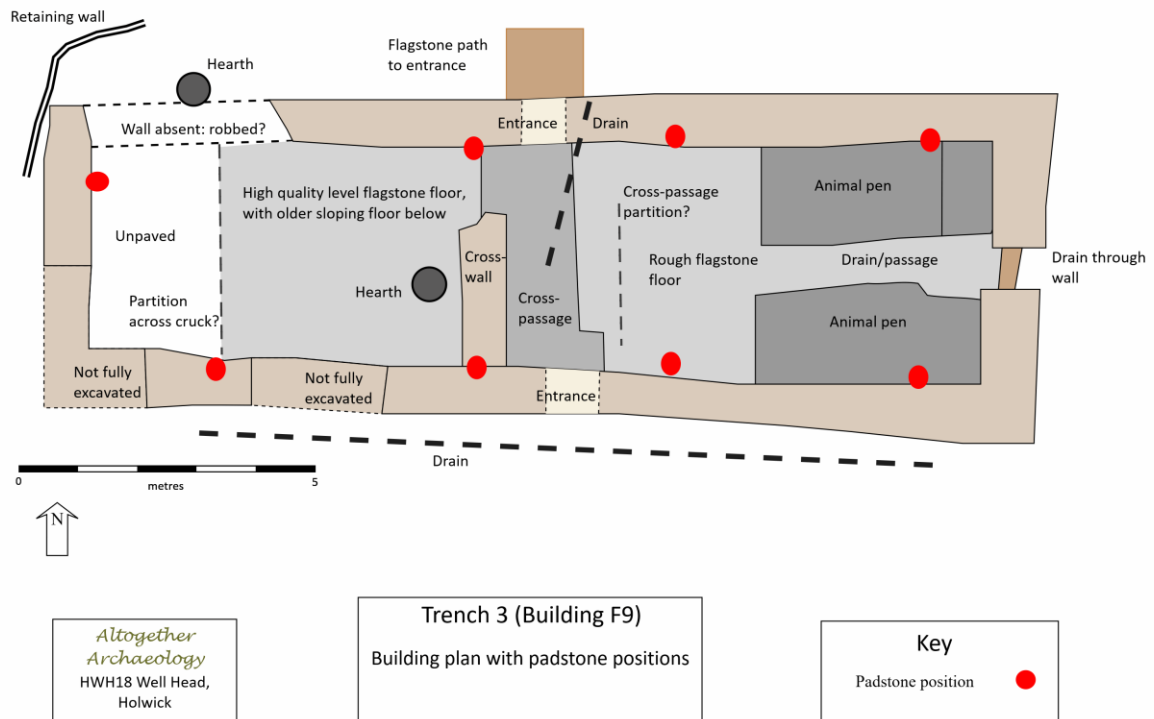 Retaining wall
Hearth
Flagstone path
to entrance
Wall absent: robbed?
Entrance
Drain
High quality level flagstone floor,
with older sloping floor below
Cross-passage
partition?
Animal pen
Unpaved
Cross-
wall
Rough flagstone
floor
Drain/passage
Drain through
wall
Hearth
Partition
across cruck?
Cross-
passage
Animal pen
Not fully
excavated
Not fully
excavated
Entrance
Drain
0
metres
5
N
Altogether
Archaeology
HWH18 Well Head,
Holwick
Trench 3 (Building F9)
Building plan with padstone positions
Key
Padstone position